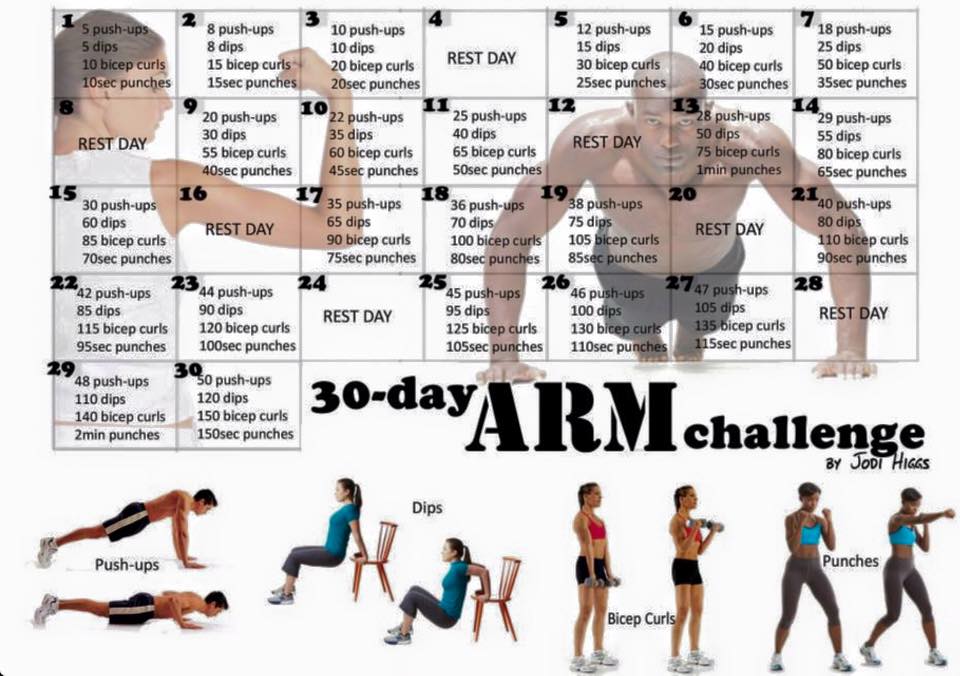 1
5 push-ups
5 dips
10 bicep curls
10sec punches
2
8 push-ups
8 dips
15 bicep curls
15sec punches
3
10 push-ups
10 dips
20 bicep curls
20sec punches
4
REST DAY
5
12 push-ups
15 dips
30 bicep curls
25sec punches
6
15 push-ups
20 dips
40 bicep curls
30sec punches
7
18 push-ups
25 dips
50 bicep curls
35sec punches
8
REST DAY
9
20 push-ups
30 dips
55 bicep curls
40sec punches
10
22 push-ups
35 dips
60 bicep curls
45sec punches
11
25 push-ups
40 dips
65 bicep curls
50sec punches
12
REST DAY
13
28 push-ups
50 dips
75 bicep curls
1min punches
14
29 push-ups
55 dips
80 bicep curls
65sec punches
15
30 push-ups
60 dips
85 bicep curls
70sec punches
16
REST DAY
17
35 push-ups
65 dips
90 bicep curls
75sec punches
18
36 push-ups
70 dips
100 bicep curls
80sec punches
19
38 push-ups
75 dips
105 bicep curls
85sec punches
20
REST DAY
21
40 push-ups
80 dips
110 bicep curls
90sec punches
22
42 push-ups
85 dips
115 bicep curls
95sec punches
23
44 push-ups
90 dips
120 bicep curls
100sec punches
24
REST DAY
25
45 push-ups
95 dips
125 bicep curls
105sec punches
26
46 push-ups
100 dips
130 bicep curls
110sec punches
27
47 push-ups
105 dips
135 bicep curls
115sec punches
28
REST DAY
29
48 push-ups
110 dips
140 bicep curls
2min punches
30
50 push-ups
120 dips
150 bicep curls
150sec punches
30-day ARM challenge
BY JODI HIGGS
Push-ups
Dips
Bicep Curls
Punches